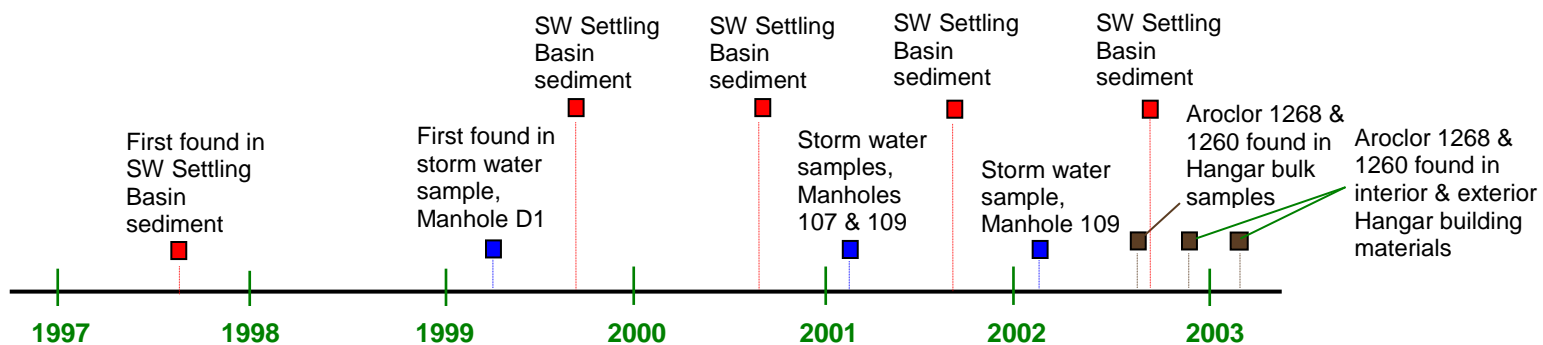 First found in
SW Settling
Basin
sediment
First found in
storm water
sample,
Manhole D1
SW Settling
Basin
sediment
SW Settling
Basin
sediment
Storm water
samples,
Manholes
107 & 109
SW Settling
Basin
sediment
Storm water
sample,
Manhole 109
SW Settling
Basin
sediment
Aroclor 1268 &
1260 found in
Hangar bulk
samples
Aroclor 1268 &
1260 found in
interior & exterior
Hangar building
materials
1997
1998
1999
2000
2001
2002
2003